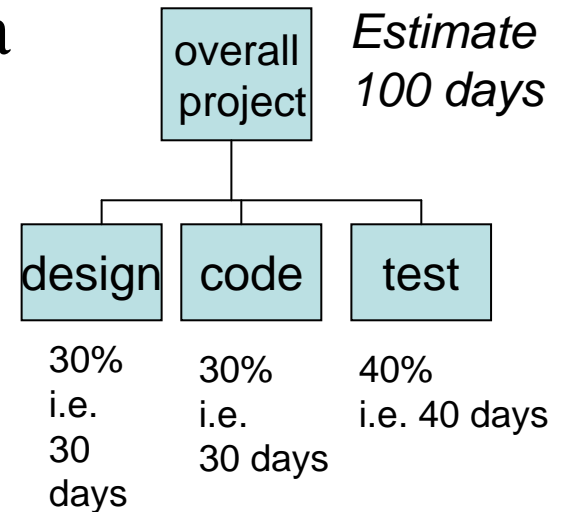 a
overall
project
Estimate
100 days
design
code
test
30%
i.e.
30
days
30%
i.e.
30 days
40%
i.e. 40 days